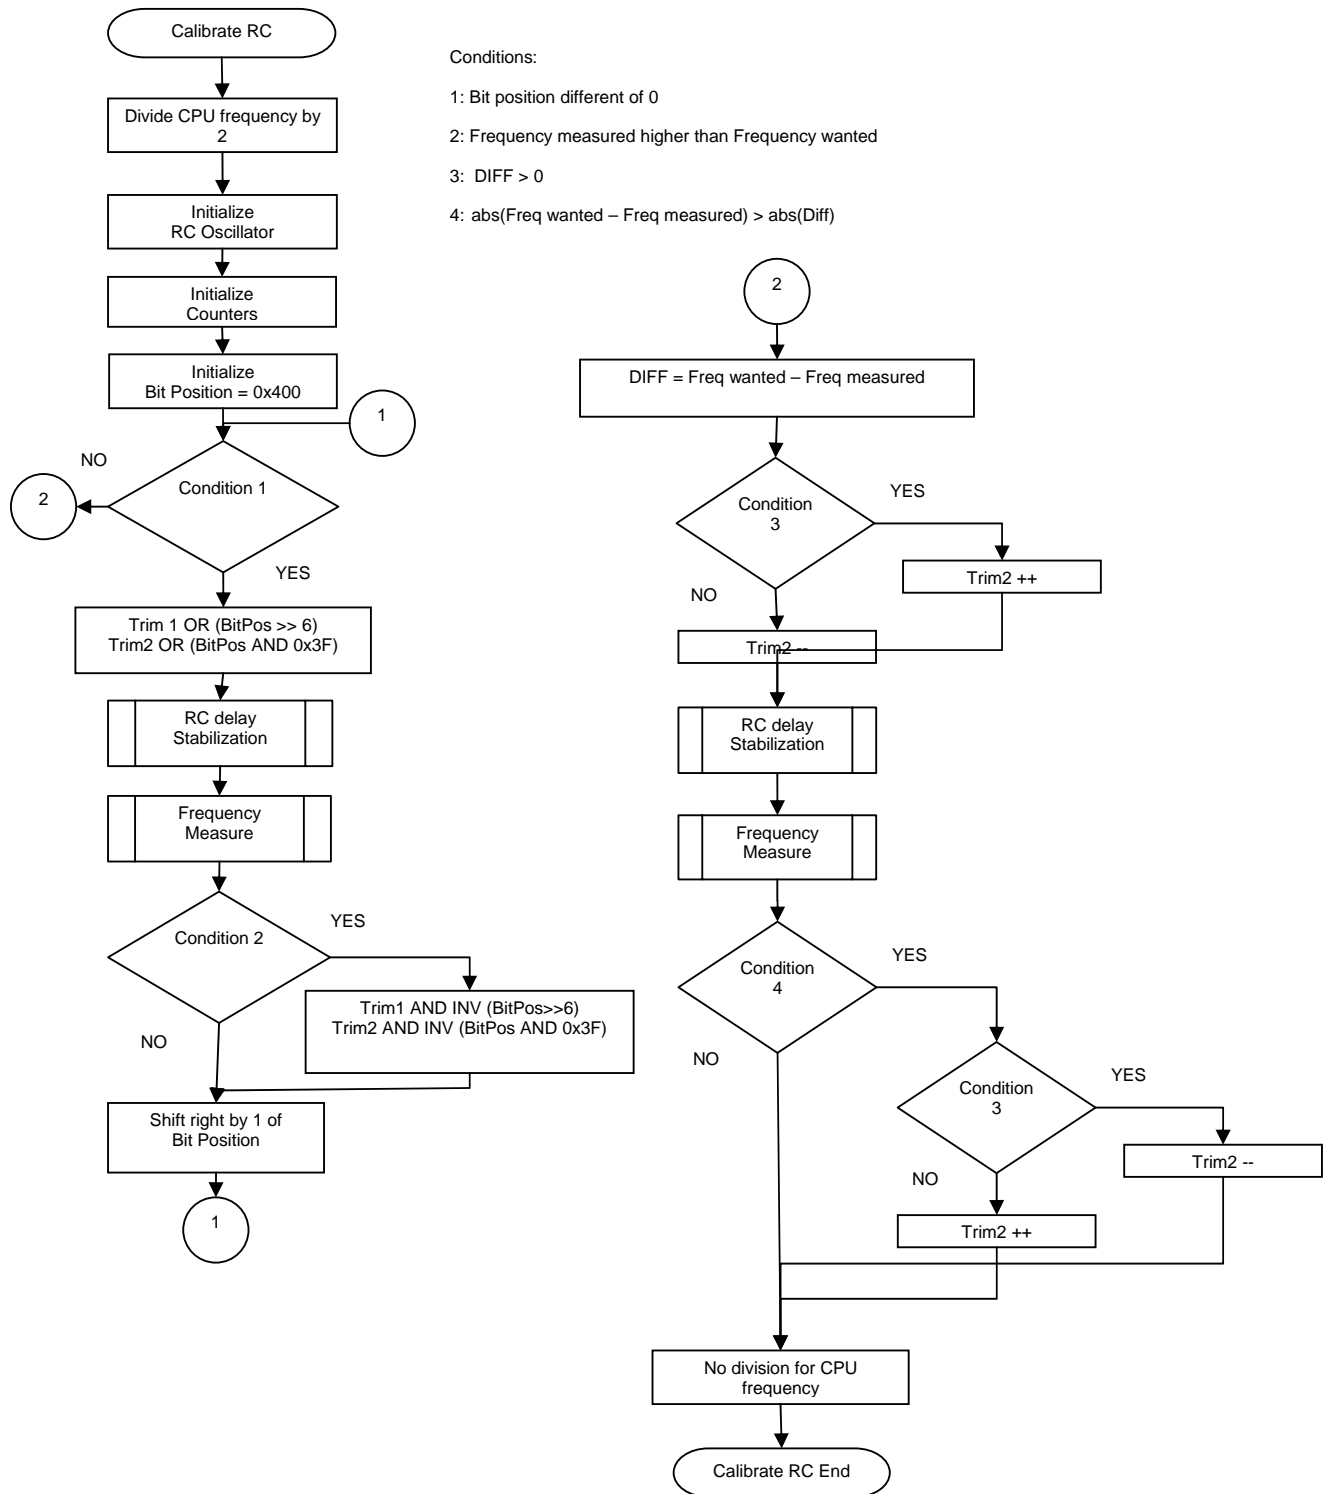 Calibrate RC
Divide CPU frequency by
2
Initialize
RC Oscillator
Initialize
Counters
Initialize
Bit Position = 0x400
1
Condition 1
NO
2
YES
Trim 1 OR (BitPos >> 6)
Trim2 OR (BitPos AND 0x3F)
RC delay
Stabilization
Frequency
Measure
Condition 2
YES
Trim1 AND INV (BitPos>>6)
Trim2 AND INV (BitPos AND 0x3F)
NO
Shift right by 1 of
Bit Position
1
Conditions:
1: Bit position different of 0
2: Frequency measured higher than Frequency wanted
3: DIFF > 0
4: abs(Freq wanted – Freq measured) > abs(Diff)
2
DIFF = Freq wanted – Freq measured
Condition
3
YES
Trim2 ++
NO
Trim2 --
RC delay
Stabilization
Frequency
Measure
Condition
4
YES
NO
Condition
3
YES
Trim2 --
NO
Trim2 ++
No division for CPU
frequency
Calibrate RC End